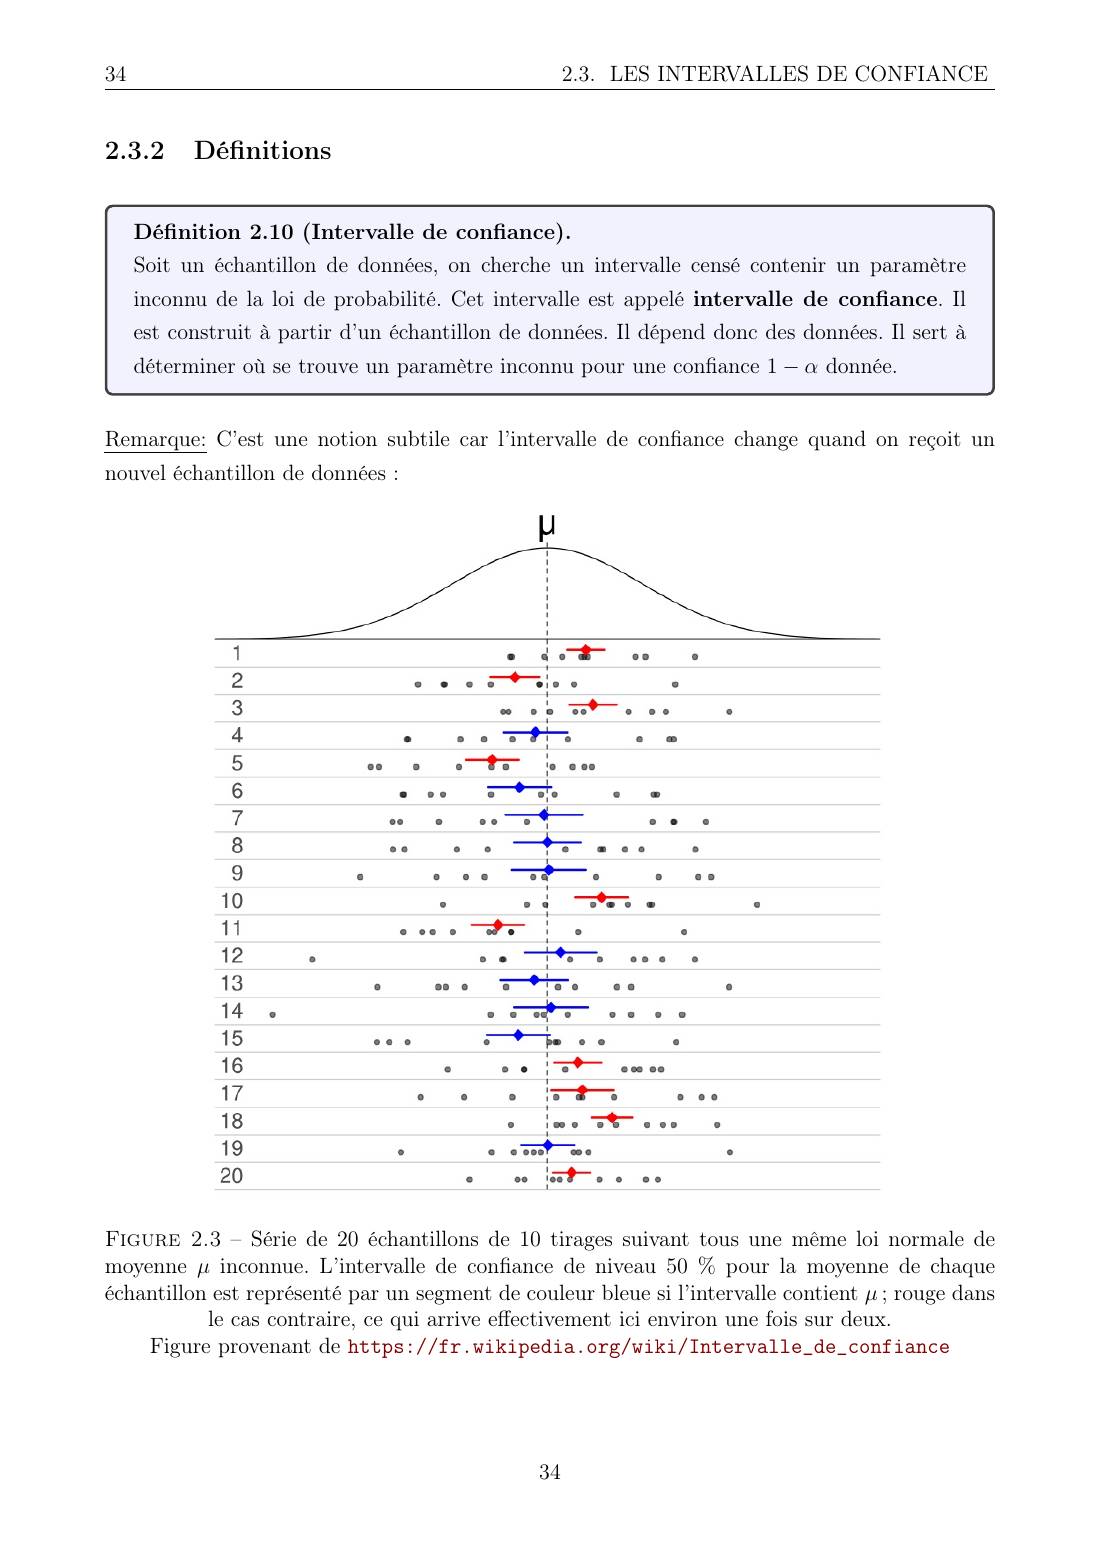 34
2.3. LES INTERVALLES DE CONFIANCE
2.3.2 Définitions
Définition 2.10 (Intervalle de confiance).
Soit un échantillon de données, on cherche un intervalle censé contenir un paramètre
inconnu de la loi de probabilité. Cet intervalle est appelé intervalle de confiance. Il
est construit à partir d'un échantillon de données. Il dépend donc des données. Il sert à
déterminer où se trouve un paramètre inconnu pour une confiance 1 − α donnée.
Remarque: C'est une notion subtile car l'intervalle de confiance change quand on reçoit un
nouvel échantillon de données :
μ
1
2
3
4
5
6
7
8
9
10
11
12
13
14
15
16
17
18
19
20
FIGURE 2.3 – Série de 20 échantillons de 10 tirages suivant tous une même loi normale de
moyenne μ inconnue. L'intervalle de confiance de niveau 50 % pour la moyenne de chaque
échantillon est représenté par un segment de couleur bleue si l'intervalle contient μ ; rouge dans
le cas contraire, ce qui arrive effectivement ici environ une fois sur deux.
Figure provenant de https://fr.wikipedia.org/wiki/Intervalle_de_confiance
34